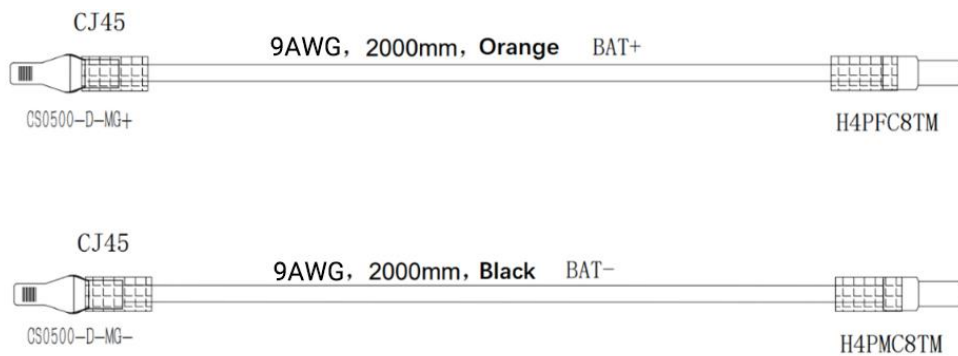 CJ45
9AWG, 2000mm, Orange BAT+
CS0500-D-MG+
H4PFC8TM
CJ45
9AWG, 2000mm, Black BAT-
CS0500-D-MG-
H4PMC8TM